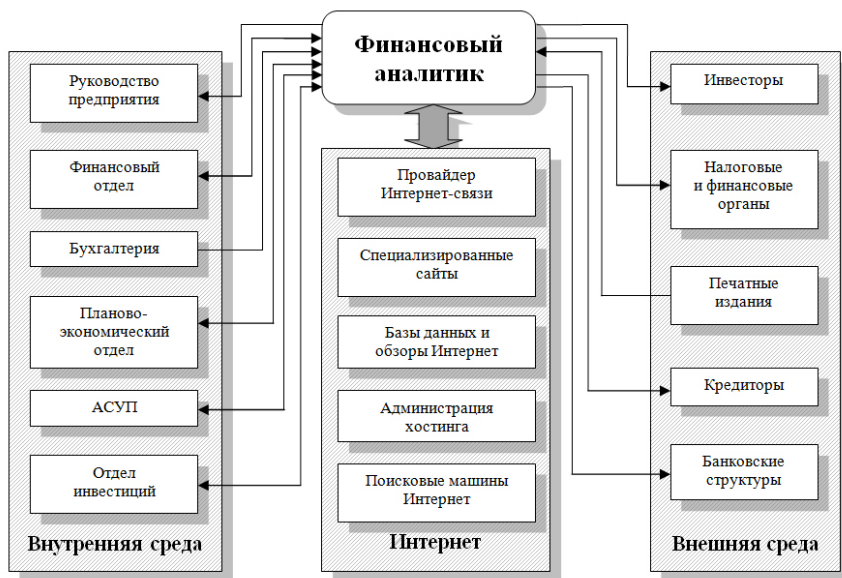 Финансовый
аналитик
Руководство
предприятия
Финансовый
отдел
Бухгалтерия
Планово-
экономический
отдел
АСУП
Отдел
инвестиций
Внутренняя среда
Провайдер
Интернет-связи
Специализированные
сайты
Базы данных и
обзоры Интернет
Администрация
хостинга
Поисковые машины
Интернет
Интернет
Инвесторы
Налоговые
и финансовые
органы
Печатные
издания
Кредиторы
Банковские
структуры
Внешняя среда